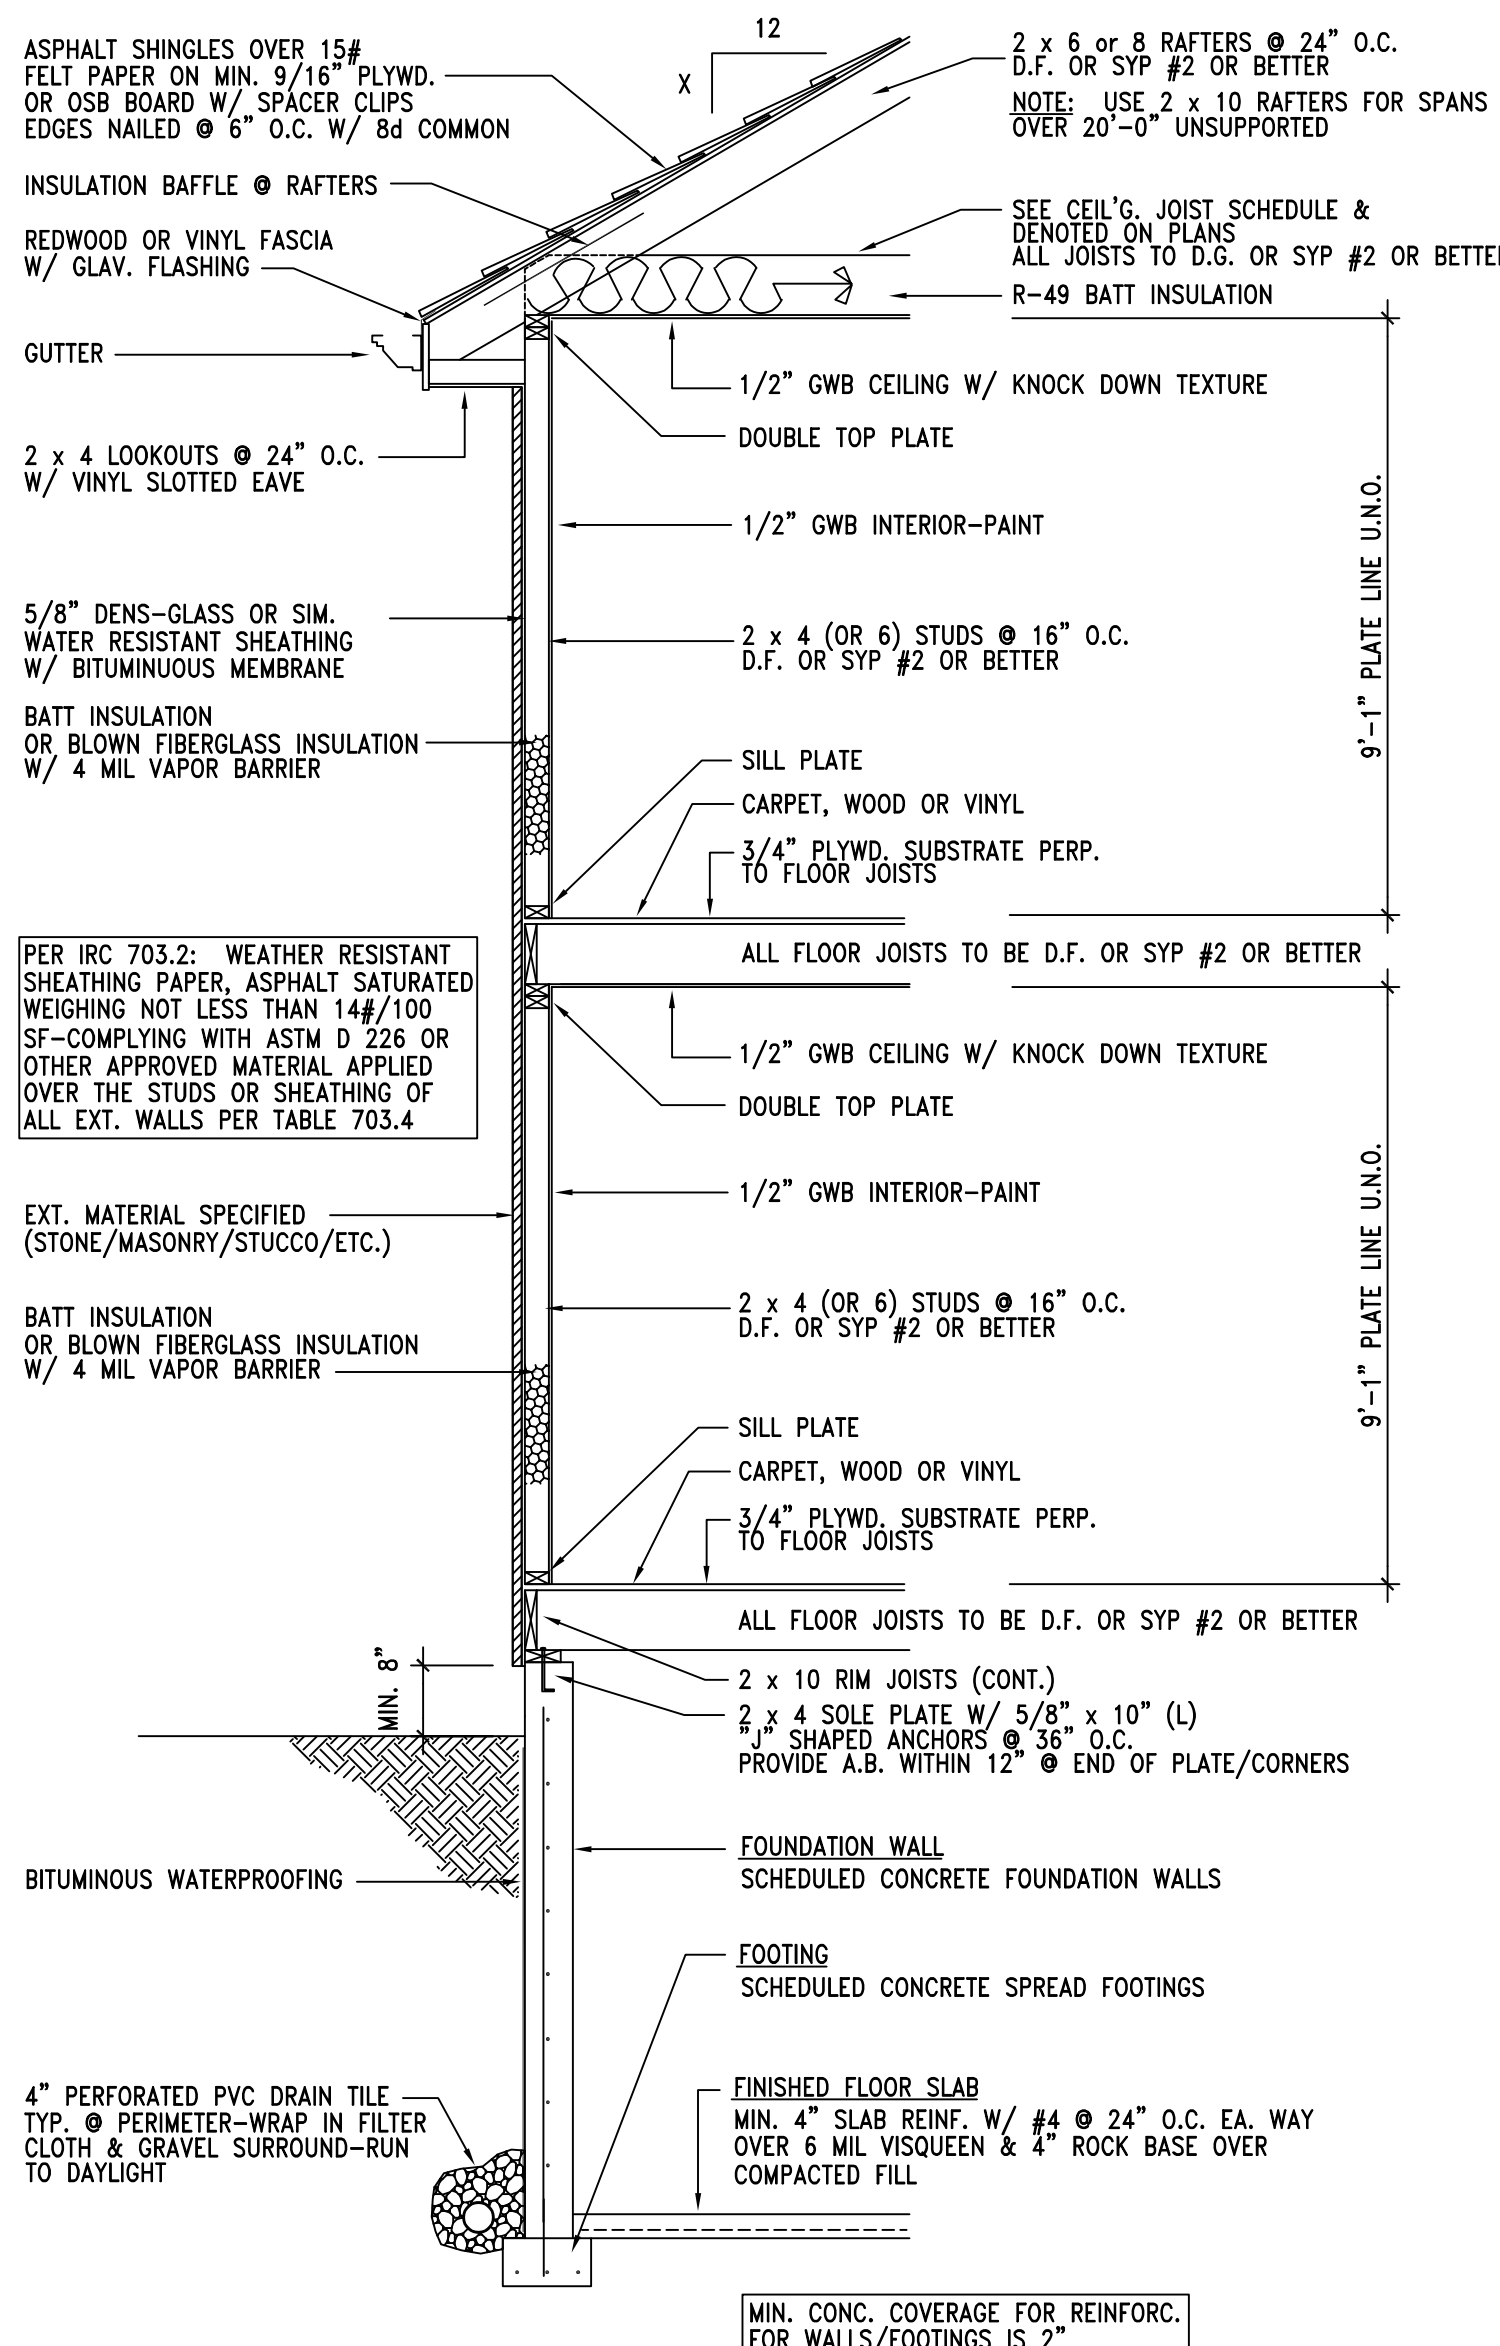 12
X
ASPHALT SHINGLES OVER 15#
FELT PAPER ON MIN. 9/16" PLYWD.
OR OSB BOARD W/ SPACER CLIPS
EDGES NAILED @ 6" O.C. W/ 8d COMMON
INSULATION BAFFLE @ RAFTERS
REDWOOD OR VINYL FASCIA
W/ GLAV. FLASHING
GUTTER
2 x 4 LOOKOUTS @ 24" O.C.
W/ VINYL SLOTTED EAVE
5/8" DENS-GLASS OR SIM.
WATER RESISTANT SHEATHING
W/ BITUMINUOUS MEMBRANE
BATT INSULATION
OR BLOWN FIBERGLASS INSULATION
W/ 4 MIL VAPOR BARRIER
PER IRC 703.2: WEATHER RESISTANT
SHEATHING PAPER, ASPHALT SATURATED
WEIGHING NOT LESS THAN 14#/100
SF-COMPLYING WITH ASTM D 226 OR
OTHER APPROVED MATERIAL APPLIED
OVER THE STUDS OR SHEATHING OF
ALL EXT. WALLS PER TABLE 703.4
EXT. MATERIAL SPECIFIED
(STONE/MASONRY/STUCCO/ETC.)
BATT INSULATION
OR BLOWN FIBERGLASS INSULATION
W/ 4 MIL VAPOR BARRIER
MIN. 8"
BITUMINOUS WATERPROOFING
4" PERFORATED PVC DRAIN TILE
TYP. @ PERIMETER-WRAP IN FILTER
CLOTH & GRAVEL SURROUND-RUN
TO DAYLIGHT
2 x 6 or 8 RAFTERS @ 24" O.C.
D.F. OR SYP #2 OR BETTER
NOTE: USE 2 x 10 RAFTERS FOR SPANS
OVER 20'-0" UNSUPPORTED
SEE CEIL'G. JOIST SCHEDULE &
DENOTED ON PLANS
ALL JOISTS TO D.G. OR SYP #2 OR BETTE
R-49 BATT INSULATION
1/2" GWB CEILING W/ KNOCK DOWN TEXTURE
DOUBLE TOP PLATE
1/2" GWB INTERIOR-PAINT
2 x 4 (OR 6) STUDS @ 16" O.C.
D.F. OR SYP #2 OR BETTER
9'-1" PLATE LINE U.N.O.
SILL PLATE
CARPET, WOOD OR VINYL
3/4" PLYWD. SUBSTRATE PERP.
TO FLOOR JOISTS
ALL FLOOR JOISTS TO BE D.F. OR SYP #2 OR BETTER
1/2" GWB CEILING W/ KNOCK DOWN TEXTURE
DOUBLE TOP PLATE
1/2" GWB INTERIOR-PAINT
2 x 4 (OR 6) STUDS @ 16" O.C.
D.F. OR SYP #2 OR BETTER
9'-1" PLATE LINE U.N.O.
SILL PLATE
CARPET, WOOD OR VINYL
3/4" PLYWD. SUBSTRATE PERP.
TO FLOOR JOISTS
ALL FLOOR JOISTS TO BE D.F. OR SYP #2 OR BETTER
2 x 10 RIM JOISTS (CONT.)
2 x 4 SOLE PLATE W/ 5/8" x 10" (L)
"J" SHAPED ANCHORS @ 36" O.C.
PROVIDE A.B. WITHIN 12" @ END OF PLATE/CORNERS
FOUNDATION WALL
SCHEDULED CONCRETE FOUNDATION WALLS
FOOTING
SCHEDULED CONCRETE SPREAD FOOTINGS
FINISHED FLOOR SLAB
MIN. 4" SLAB REINF. W/ #4 @ 24" O.C. EA. WAY
OVER 6 MIL VISQUEEN & 4" ROCK BASE OVER
COMPACTED FILL
MIN. CONC. COVERAGE FOR REINFORC.
FOR WALLS/FOOTINGS IS 2"